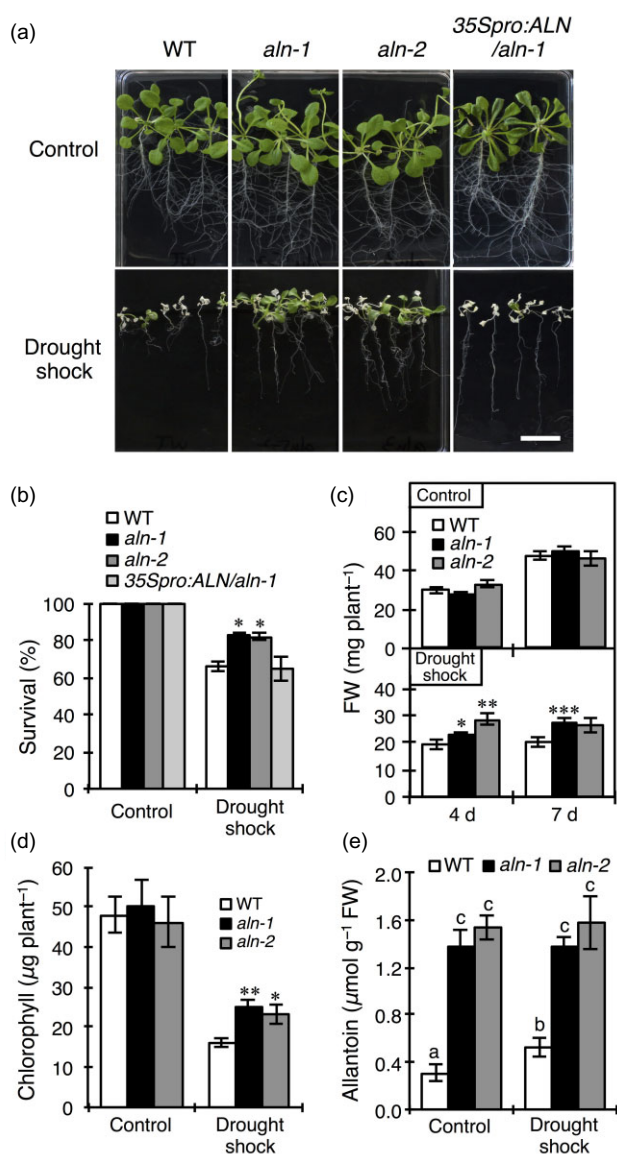 (a)
35Spro:ALN
WT aln-1 aln-2 /aln-1
Control
Drought
shock
(b)
WT
aln-1
aln-2
35Spro:ALN/aln-1
Survival (%)
100
80
60
40
20
0
* *
Control Drought
shock
(c)
Control
WT
aln-1
aln-2
60
40
20
0
FW (mg plant⁻¹)
Drought
shock
40
30
20
10
0
* ** ***
4 d 7 d
(d)
WT
aln-1
aln-2
Chlorophyll (μg plant⁻¹)
60
50
40
30
20
10
0
** *
Control Drought
shock
(e)
WT aln-1 aln-2
Allantoin (μmol g⁻¹ FW)
2.0
1.6
1.2
0.8
0.4
0.0
a c c b c c
Control Drought
shock